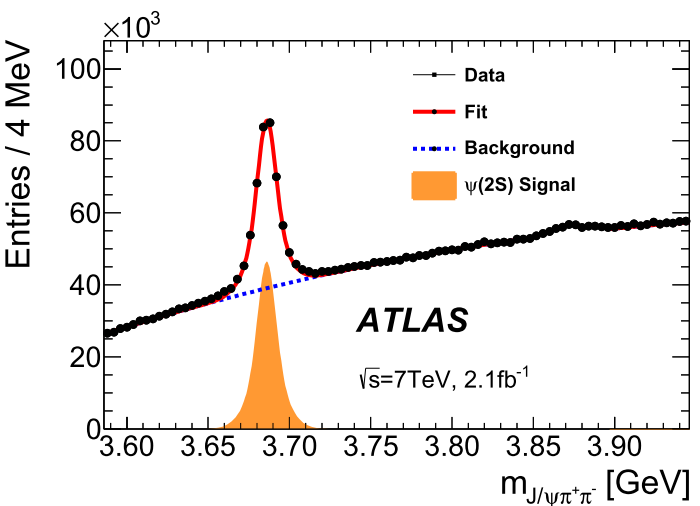 ×10³
Entries / 4 MeV
100
80
60
40
20
0
Data
Fit
Background
ψ(2S) Signal
ATLAS
√s=7TeV, 2.1fb⁻¹
3.60 3.65 3.70 3.75 3.80 3.85 3.90
m_J/ψπ⁺π⁻ [GeV]